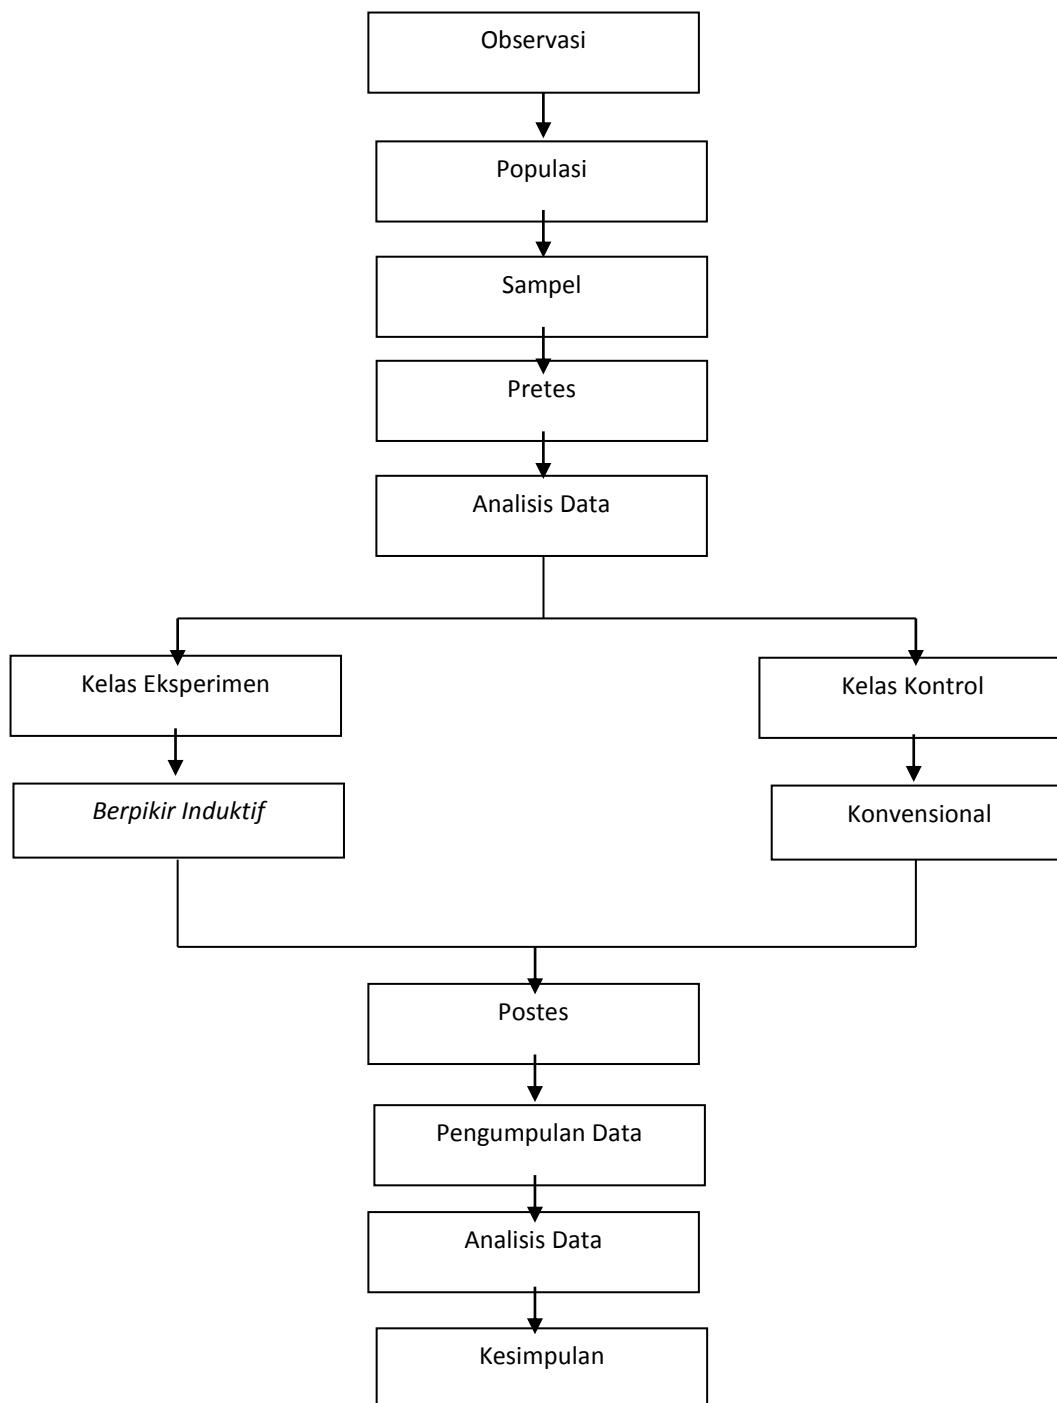 Observasi
Populasi
Sampel
Pretes
Analisis Data
Kelas Eksperimen
Kelas Kontrol
Berpikir Induktif
Konvensional
Postes
Pengumpulan Data
Analisis Data
Kesimpulan